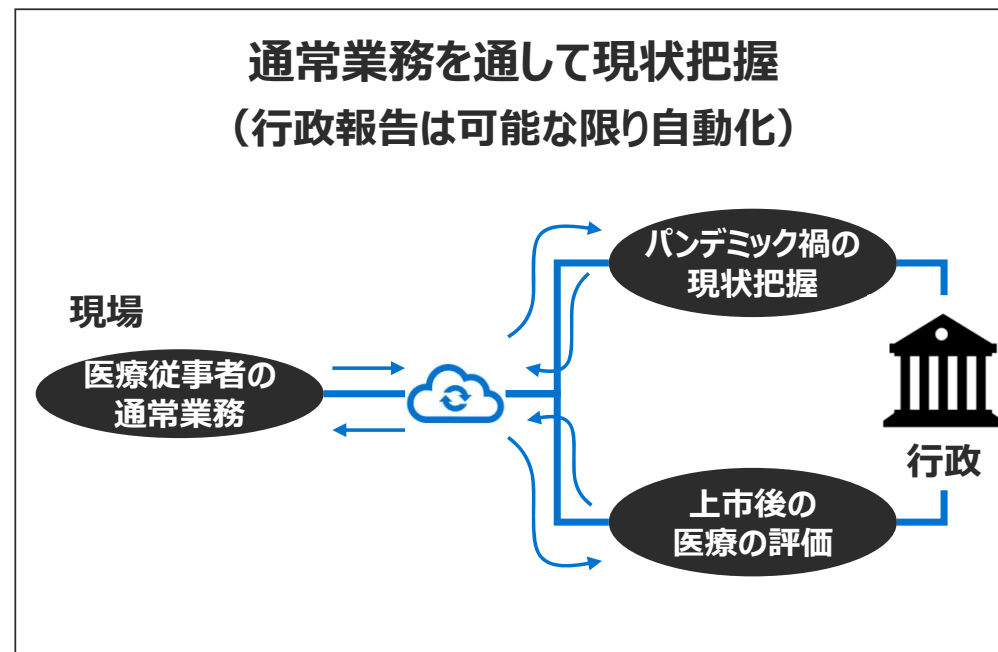 通常業務を通して現状把握
（行政報告は可能な限り自動化）
パンデミック禍の
現状把握
現場
医療従事者の
通常業務
行政
上市後の
医療の評価